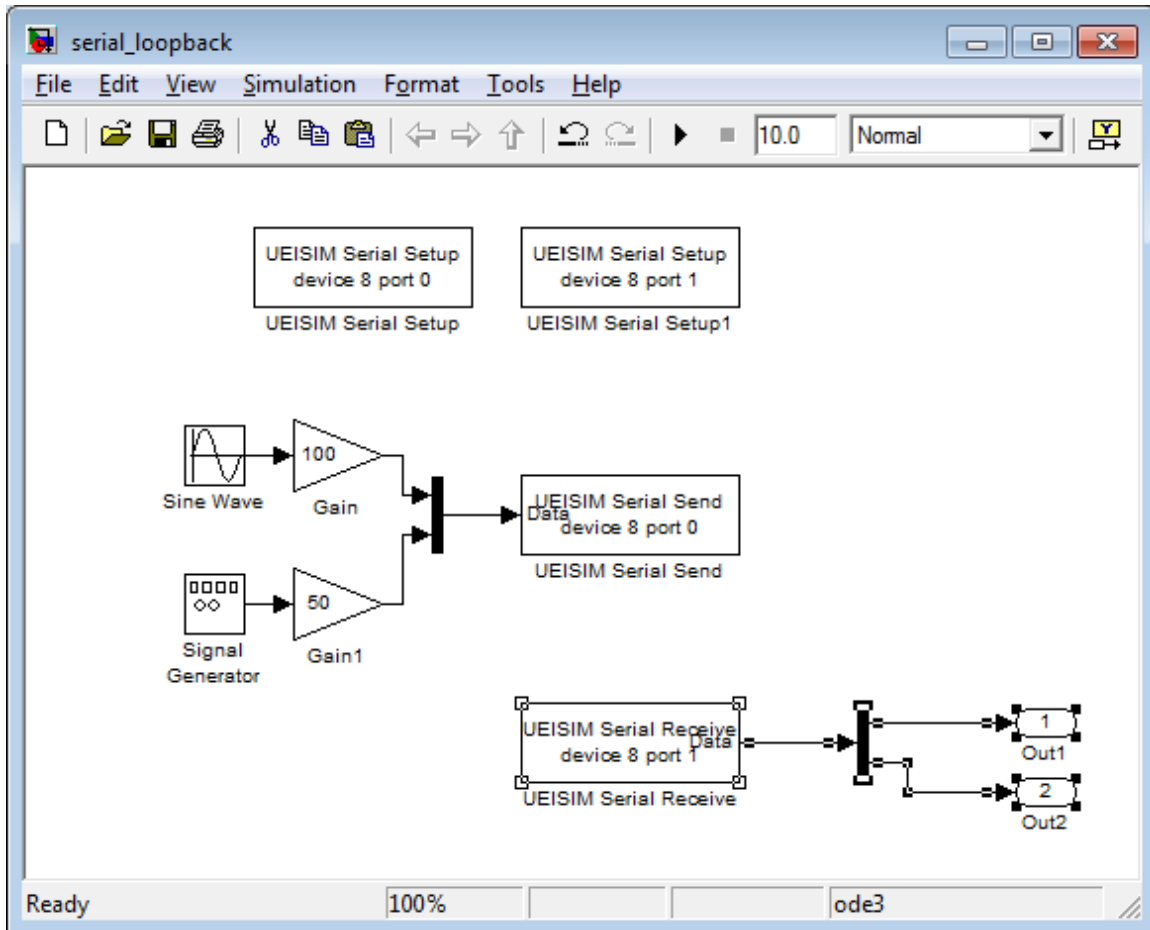 serial_loopback
File Edit View Simulation Format Tools Help
10.0 Normal
UEISIM Serial Setup
device 8 port 0
UEISIM Serial Setup
UEISIM Serial Setup
device 8 port 1
UEISIM Serial Setup1
Sine Wave
100
Gain
UEISIM Serial Send
Data
device 8 port 0
UEISIM Serial Send
Signal
Generator
50
Gain1
UEISIM Serial Receive
Data
device 8 port 1
UEISIM Serial Receive
1
Out1
2
Out2
Ready 100% ode3